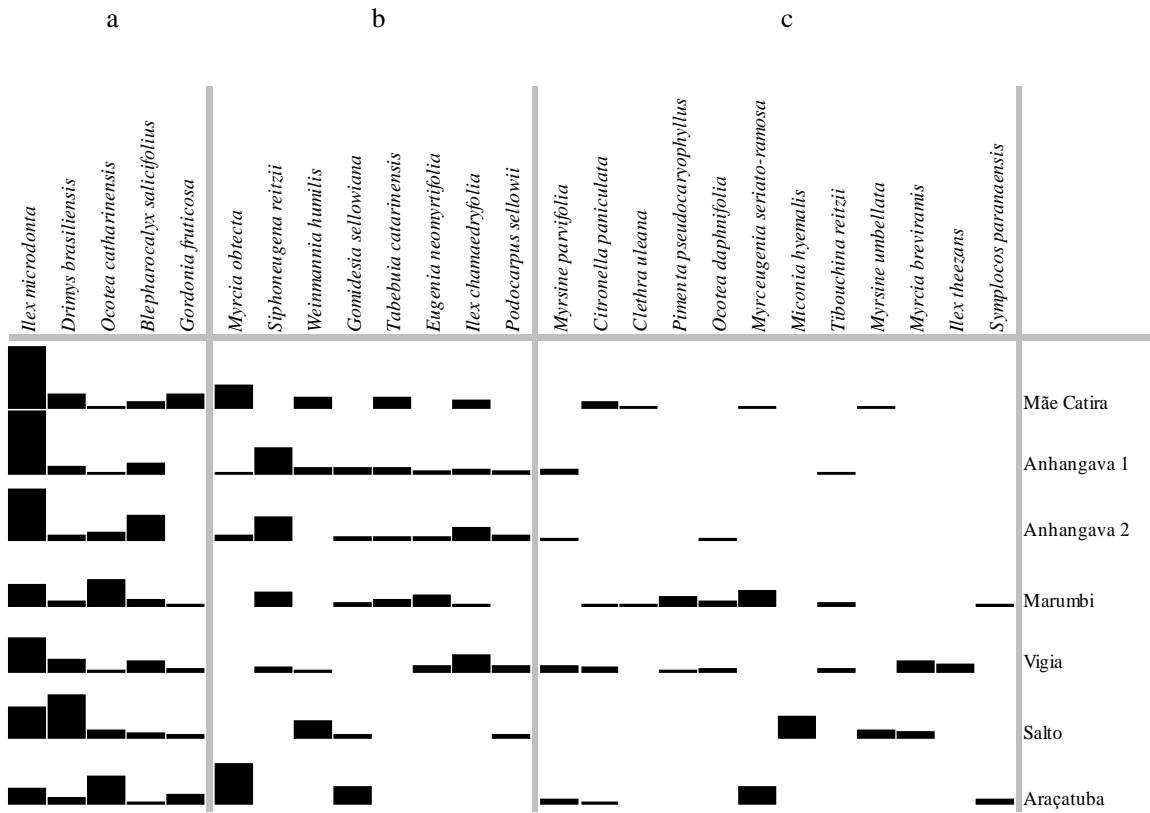 a
b
c
Ilex microdonta
Drimys brasiliensis
Ocotea catharinensis
Blepharocalyx salicifolius
Gordonia fruticosa
Myrcia obtecta
Siphoneugena reitzii
Weinmannia humilis
Gomidesia sellowiana
Tabebuia catarinensis
Eugenia neomyrtifolia
Ilex chamaedryfolia
Podocarpus sellowii
Myrsine parvifolia
Citronella paniculata
Clethra uleana
Pimenta pseudocaryophyllus
Ocotea daphnifolia
Myrceugenia seriato-ramosa
Miconia hyemalis
Tibouchina reitzii
Myrsine umbellata
Myrcia breviramis
Ilex theezans
Symplocos paranaensis
Mãe Catira
Anhangava 1
Anhangava 2
Marumbi
Vigia
Salto
Araçatuba